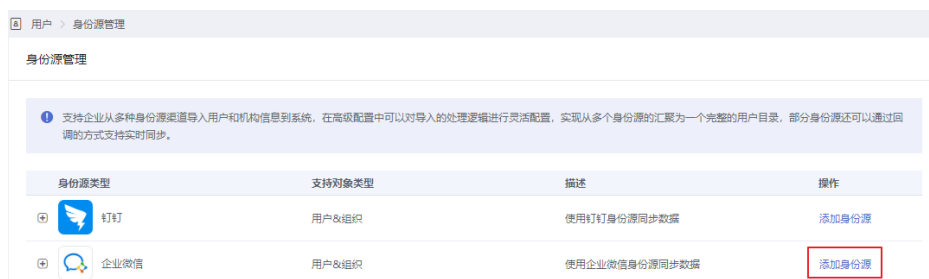 用户 > 身份源管理
身份源管理
支持企业从多种身份源渠道导入用户和机构信息到系统，在高级配置中可以对导入的处理逻辑进行灵活配置，实现从多个身份源的汇聚为一个完整的用户目录，部分身份源还可以通过回
调的方式支持实时同步。
身份源类型 支持对象类型 描述 操作
钉钉 用户&组织 使用钉钉身份源同步数据 添加身份源
企业微信 用户&组织 使用企业微信身份源同步数据 添加身份源